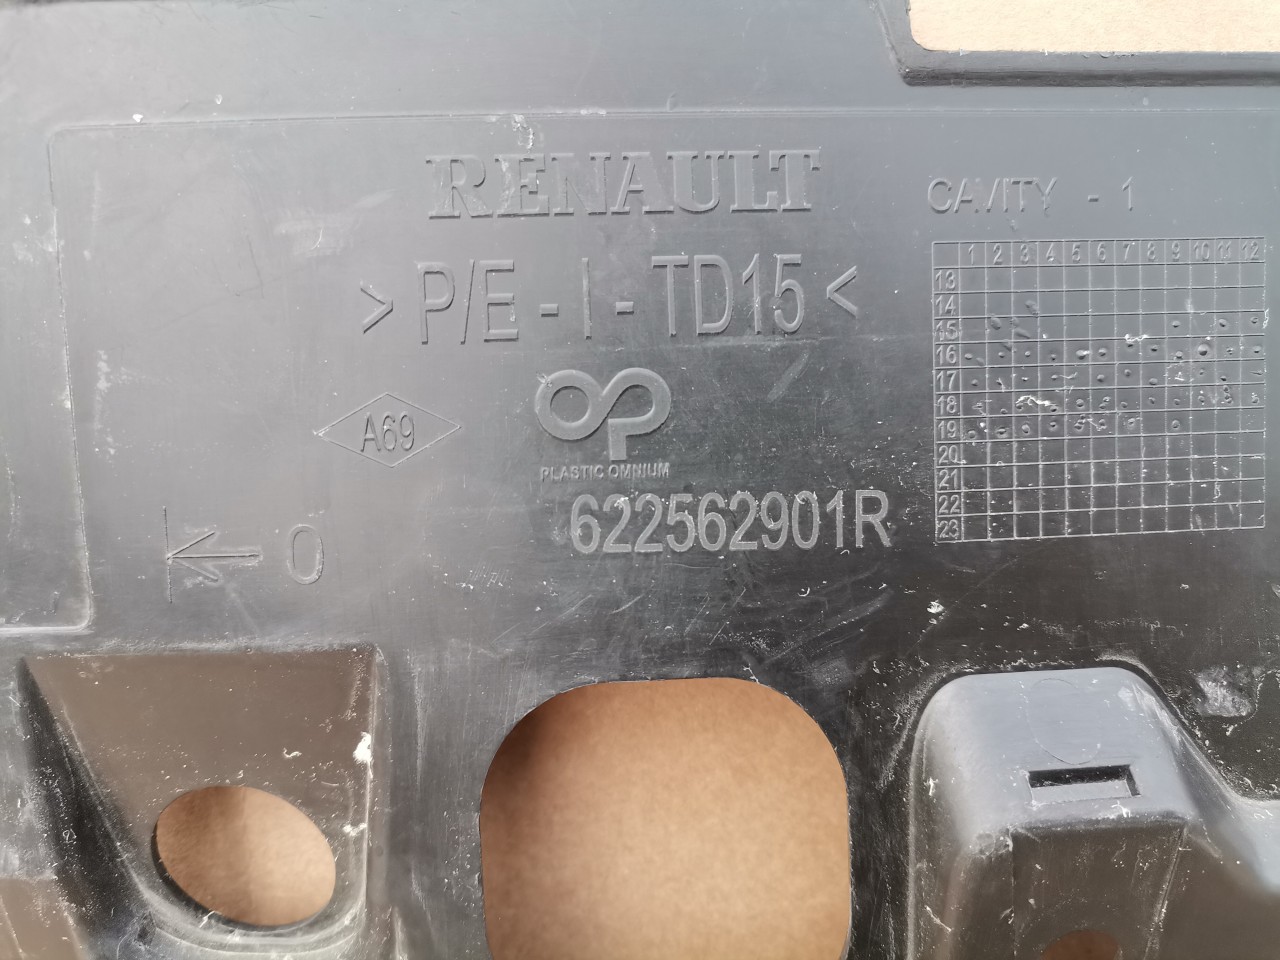 RENAULT
> P/E - I - TD15 <
A69
PLASTIC OMNIUM
622562901R
O
CAVITY - 1
1 2 3 4 5 6 7 8 9 10 11 12
13
14
15
16
17
18
19
20
21
22
23